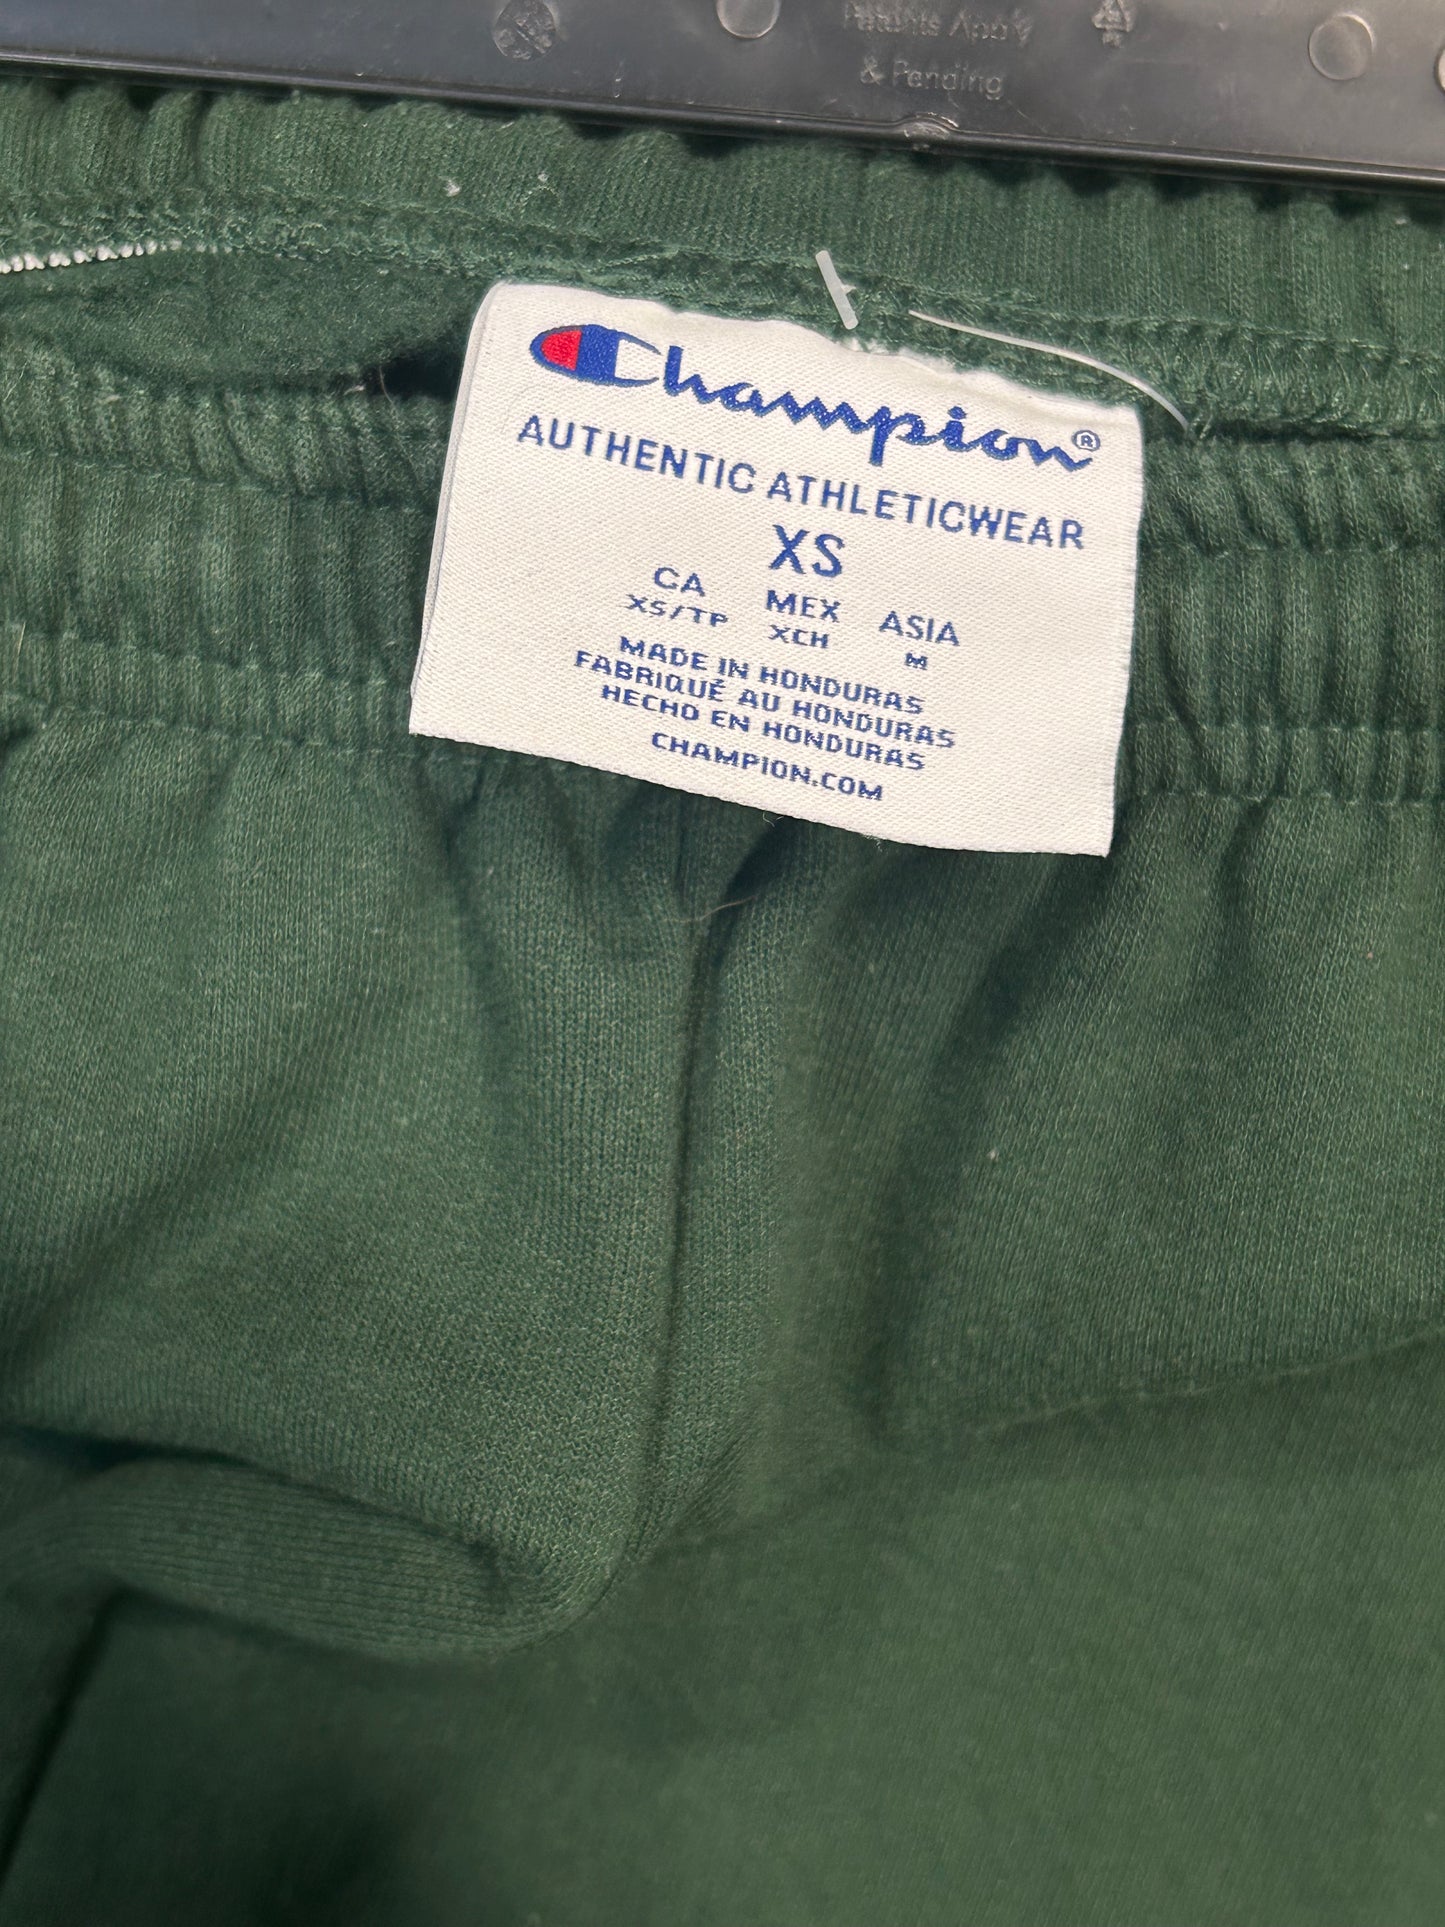 Patents Apply
& Pending
Champion®
AUTHENTIC ATHLETICWEAR
XS
CA MEX ASIA
XS/TP XCH M
MADE IN HONDURAS
FABRIQUÉ AU HONDURAS
HECHO EN HONDURAS
CHAMPION.COM